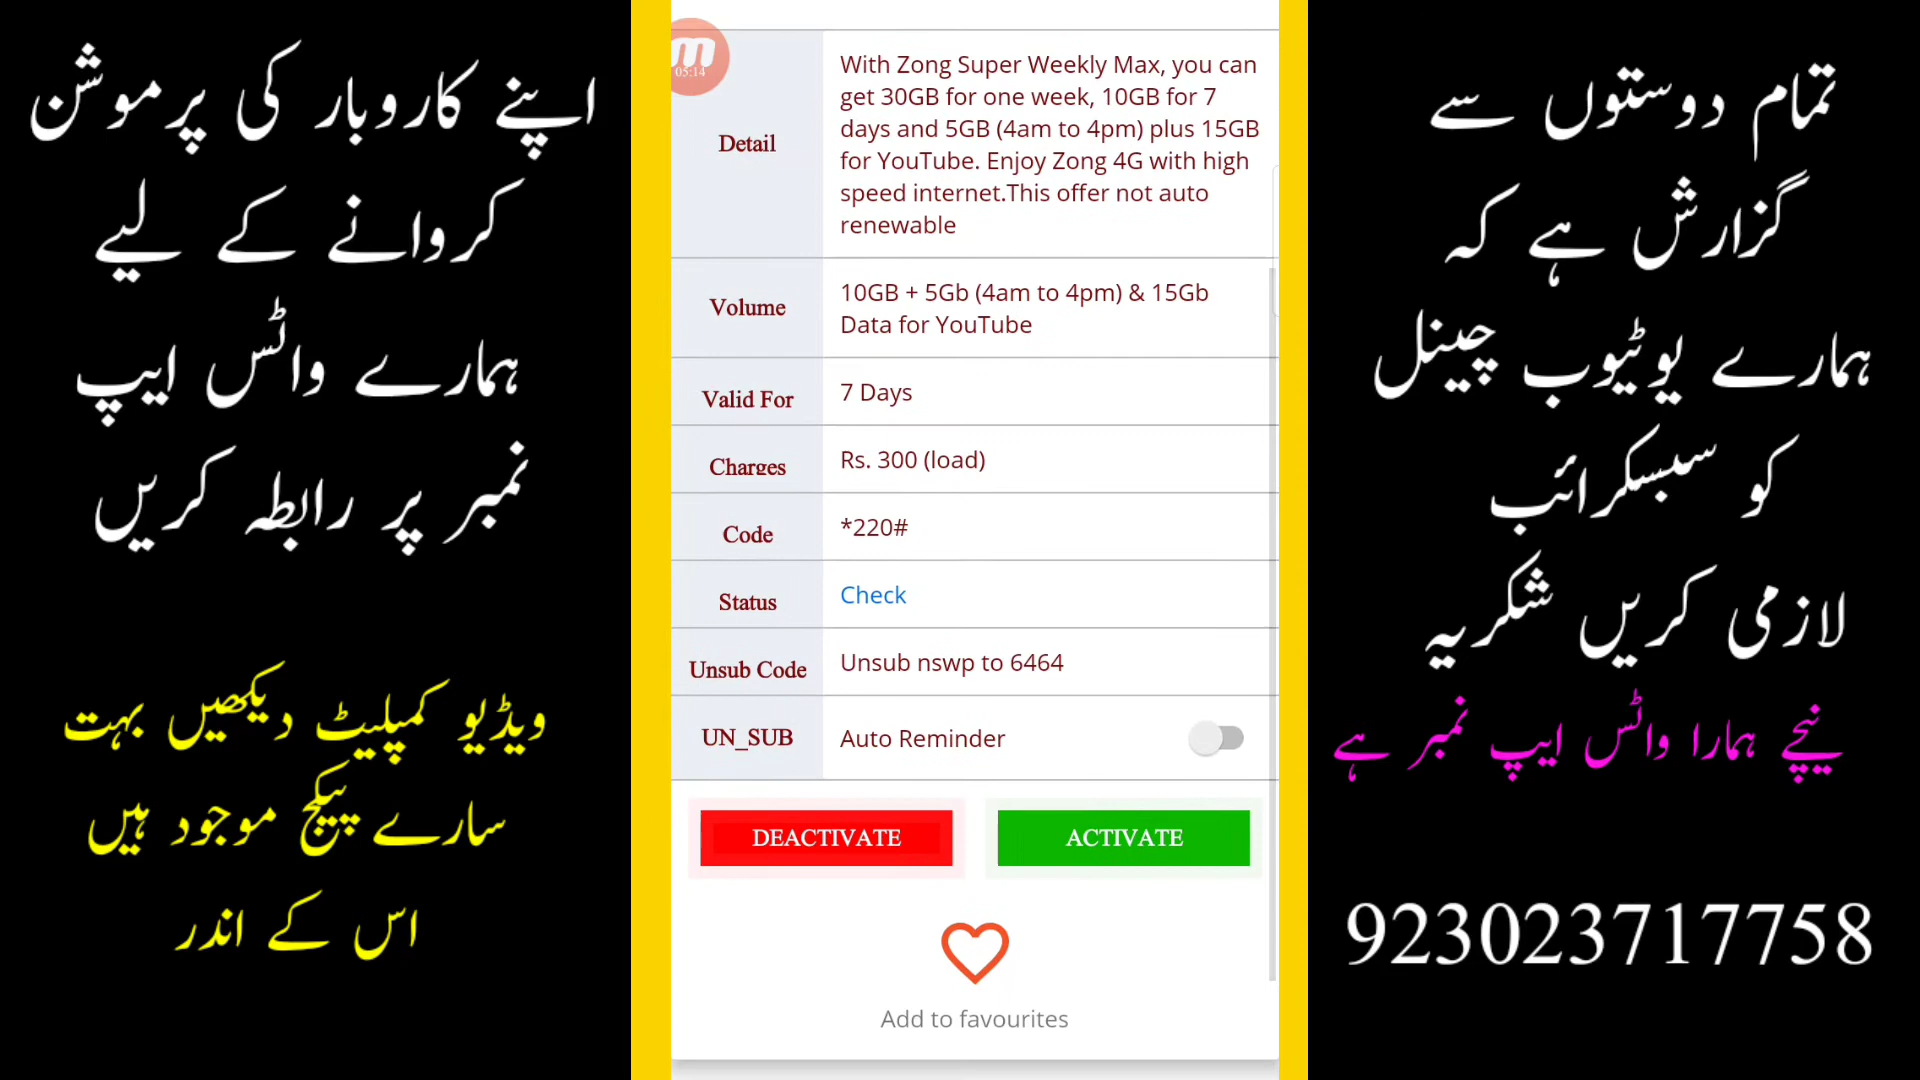 اپنے کاروبار کی پرموشن
کروانے کے لیے
ہمارے واٹس ایپ
نمبر پر رابطہ کریں
ویڈیو کمپلیٹ دیکھیں بہت
سارے پیکج موجود ہیں
اس کے اندر
m
05:14
Detail
With Zong Super Weekly Max, you can
get 30GB for one week, 10GB for 7
days and 5GB (4am to 4pm) plus 15GB
for YouTube. Enjoy Zong 4G with high
speed internet.This offer not auto
renewable
Volume
10GB + 5Gb (4am to 4pm) & 15Gb
Data for YouTube
Valid For 7 Days
Charges Rs. 300 (load)
Code *220#
Status Check
Unsub Code Unsub nswp to 6464
UN_SUB Auto Reminder
DEACTIVATE ACTIVATE
Add to favourites
تمام دوستوں سے
گزارش ہے کہ
ہمارے یوٹیوب چینل
کو سبسکرائب
لازمی کریں شکریہ
نیچے ہمارا واٹس ایپ نمبر ہے
923023717758